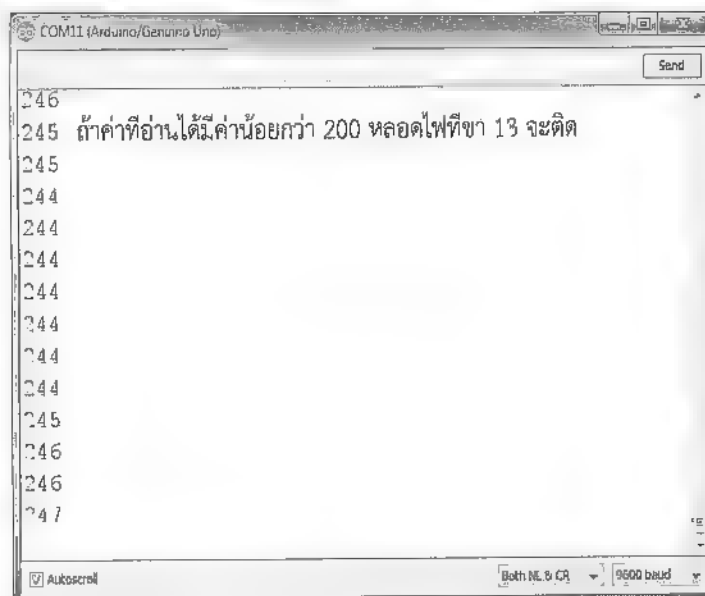 COM11 (Arduino/Genuino Uno)
Send
246
245 ถ้าค่าที่อ่านได้มีค่าน้อยกว่า 200 หลอดไฟที่ขา 13 จะติด
245
244
244
244
244
244
244
244
245
246
246
247
Autoscroll
Both NL & CR
9600 baud